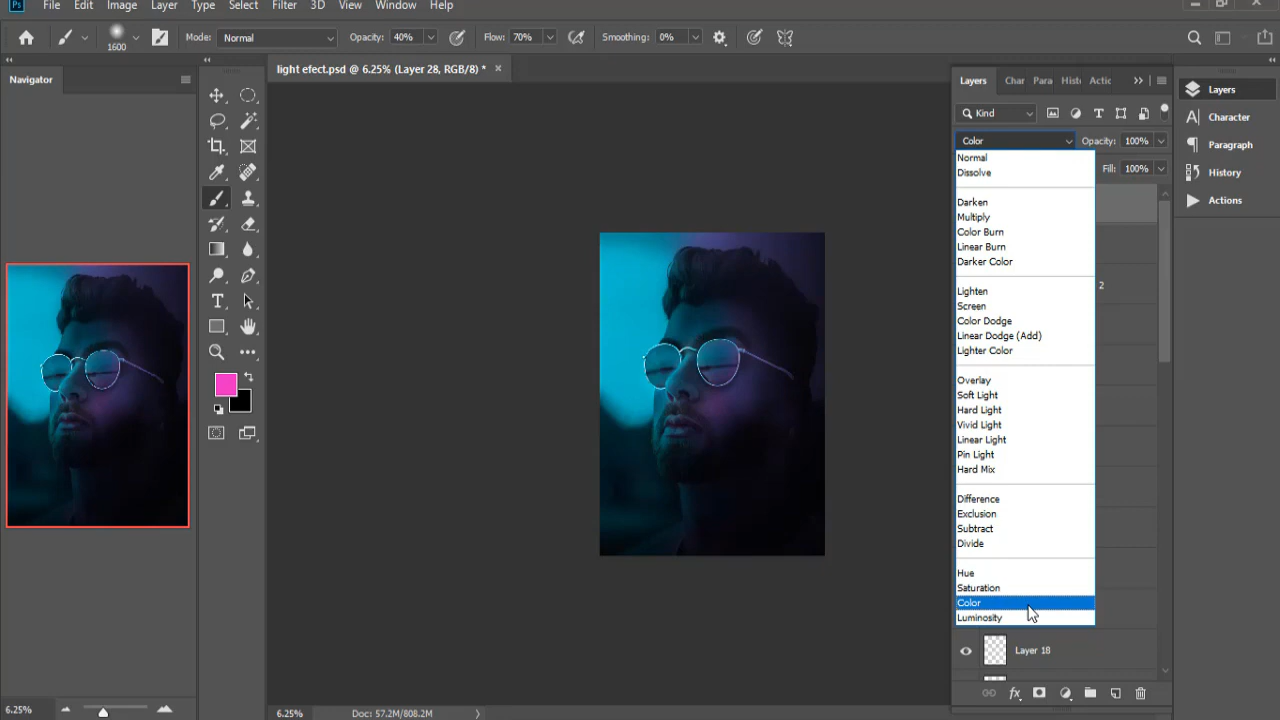 Ps File Edit Image Layer Type Select Filter 3D View Window Help
1600 Mode: Normal Opacity: 40% Flow: 70% Smoothing: 0%
Navigator
light efect.psd @ 6.25% (Layer 28, RGB/8) *
Layers Char Para Hist Actic
Kind
Color Opacity: 100%
Fill: 100%
Normal
Dissolve
Darken
Multiply
Color Burn
Linear Burn
Darker Color
Lighten
2
Screen
Color Dodge
Linear Dodge (Add)
Lighter Color
Overlay
Soft Light
Hard Light
Vivid Light
Linear Light
Pin Light
Hard Mix
Difference
Exclusion
Subtract
Divide
Hue
Saturation
Color
Luminosity
Layer 18
Layers
Character
Paragraph
History
Actions
6.25%
6.25% Doc: 57.2M/808.2M